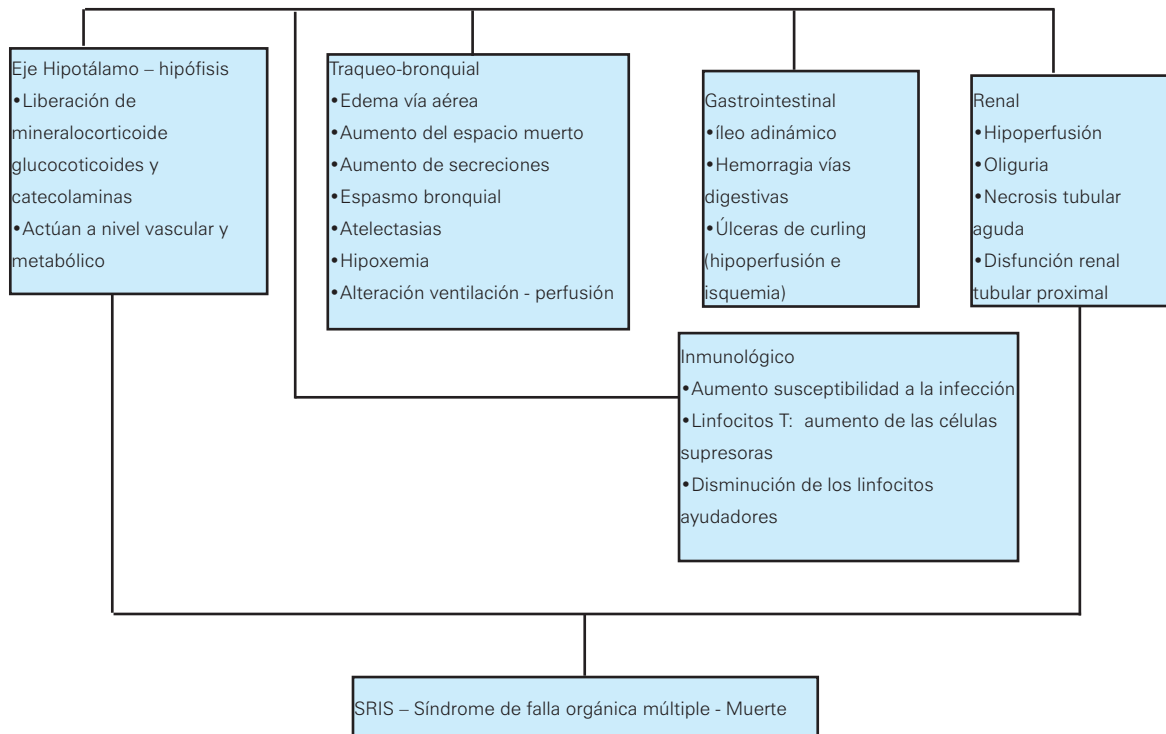 Eje Hipotálamo – hipófisis
•Liberación de
mineralocorticoide
glucocoticoides y
catecolaminas
•Actúan a nivel vascular y
metabólico
Traqueo-bronquial
•Edema vía aérea
•Aumento del espacio muerto
•Aumento de secreciones
•Espasmo bronquial
•Atelectasias
•Hipoxemia
•Alteración ventilación - perfusión
Gastrointestinal
•íleo adinámico
•Hemorragia vías
digestivas
•Úlceras de curling
(hipoperfusión e
isquemia)
Renal
•Hipoperfusión
•Oliguria
•Necrosis tubular
aguda
•Disfunción renal
tubular proximal
Inmunológico
•Aumento susceptibilidad a la infección
•Linfocitos T:  aumento de las células
supresoras
•Disminución de los linfocitos
ayudadores
SRIS – Síndrome de falla orgánica múltiple - Muerte